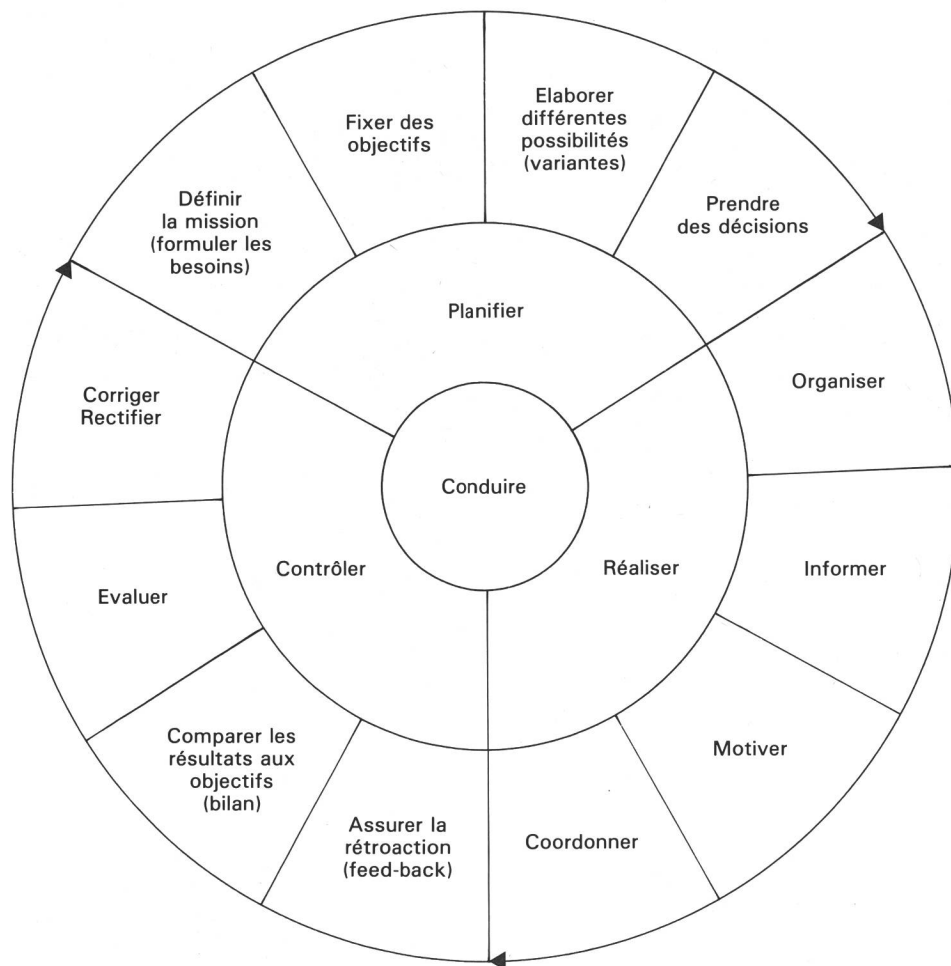 Fixer des
objectifs
Elaborer
différentes
possibilités
(variantes)
Définir
la mission
(formuler les
besoins)
Prendre
des décisions
Planifier
Corriger
Rectifier
Organiser
Conduire
Contrôler
Réaliser
Evaluer
Informer
Comparer les
résultats aux
objectifs
(bilan)
Motiver
Assurer la
rétroaction
(feed-back)
Coordonner